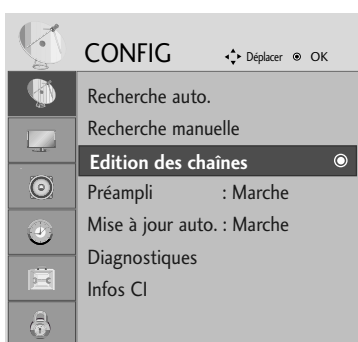 CONFIG Déplacer OK
Recherche auto.
Recherche manuelle
Edition des chaînes
Préampli : Marche
Mise à jour auto. : Marche
Diagnostiques
Infos CI